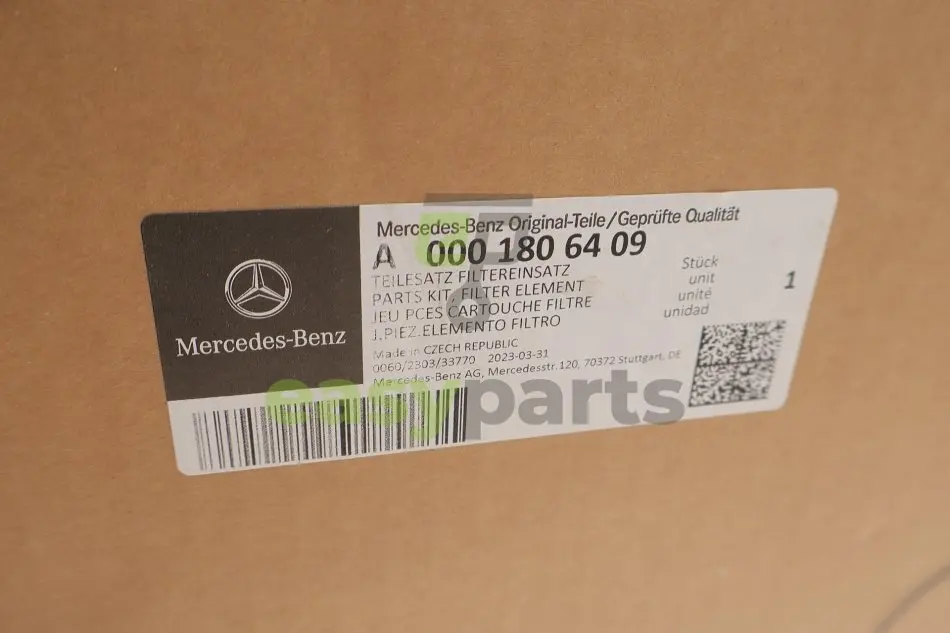 Mercedes-Benz Original-Teile/Geprüfte Qualität
A 000 180 64 09
TEILESATZ FILTEREINSATZ
PARTS KIT, FILTER ELEMENT
JEU PCES CARTOUCHE FILTRE
J.PIEZ.ELEMENTO FILTRO
Stück
unit
unité
unidad
1
Mercedes-Benz
Made in CZECH REPUBLIC
0060/2303/33770 2023-03-31
Mercedes-Benz AG, Mercedesstr.120, 70372 Stuttgart, DE
easyparts